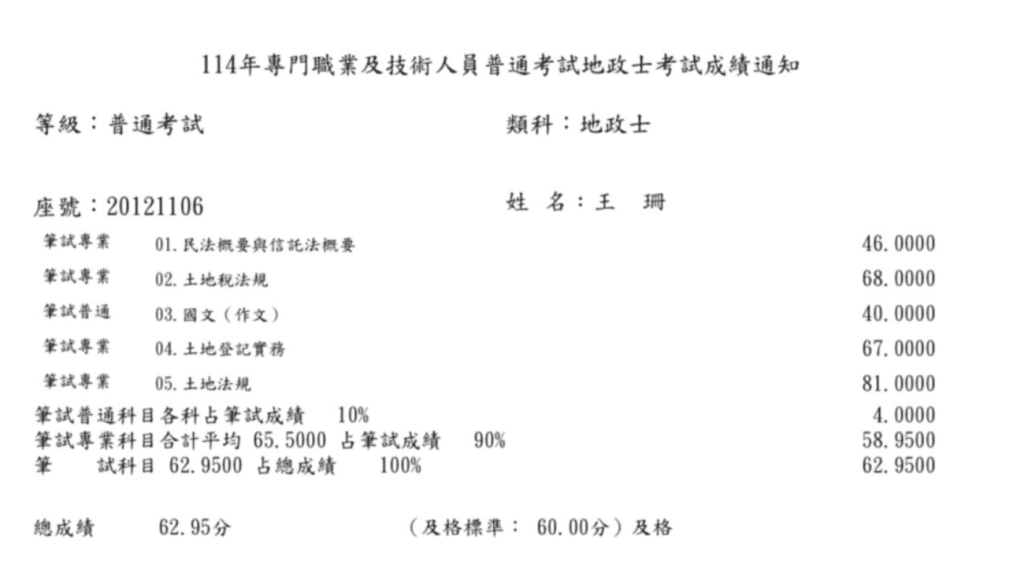 114年專門職業及技術人員普通考試地政士考試成績通知
等級：普通考試 類科：地政士
座號：20121106 姓 名：王 珊
筆試專業 01.民法概要與信託法概要 46.0000
筆試專業 02.土地稅法規 68.0000
筆試普通 03.國文（作文） 40.0000
筆試專業 04.土地登記實務 67.0000
筆試專業 05.土地法規 81.0000
筆試普通科目各科占筆試成績 10% 4.0000
筆試專業科目合計平均 65.5000 占筆試成績 90% 58.9500
筆 試科目 62.9500 占總成績 100% 62.9500
總成績 62.95分 （及格標準： 60.00分）及格